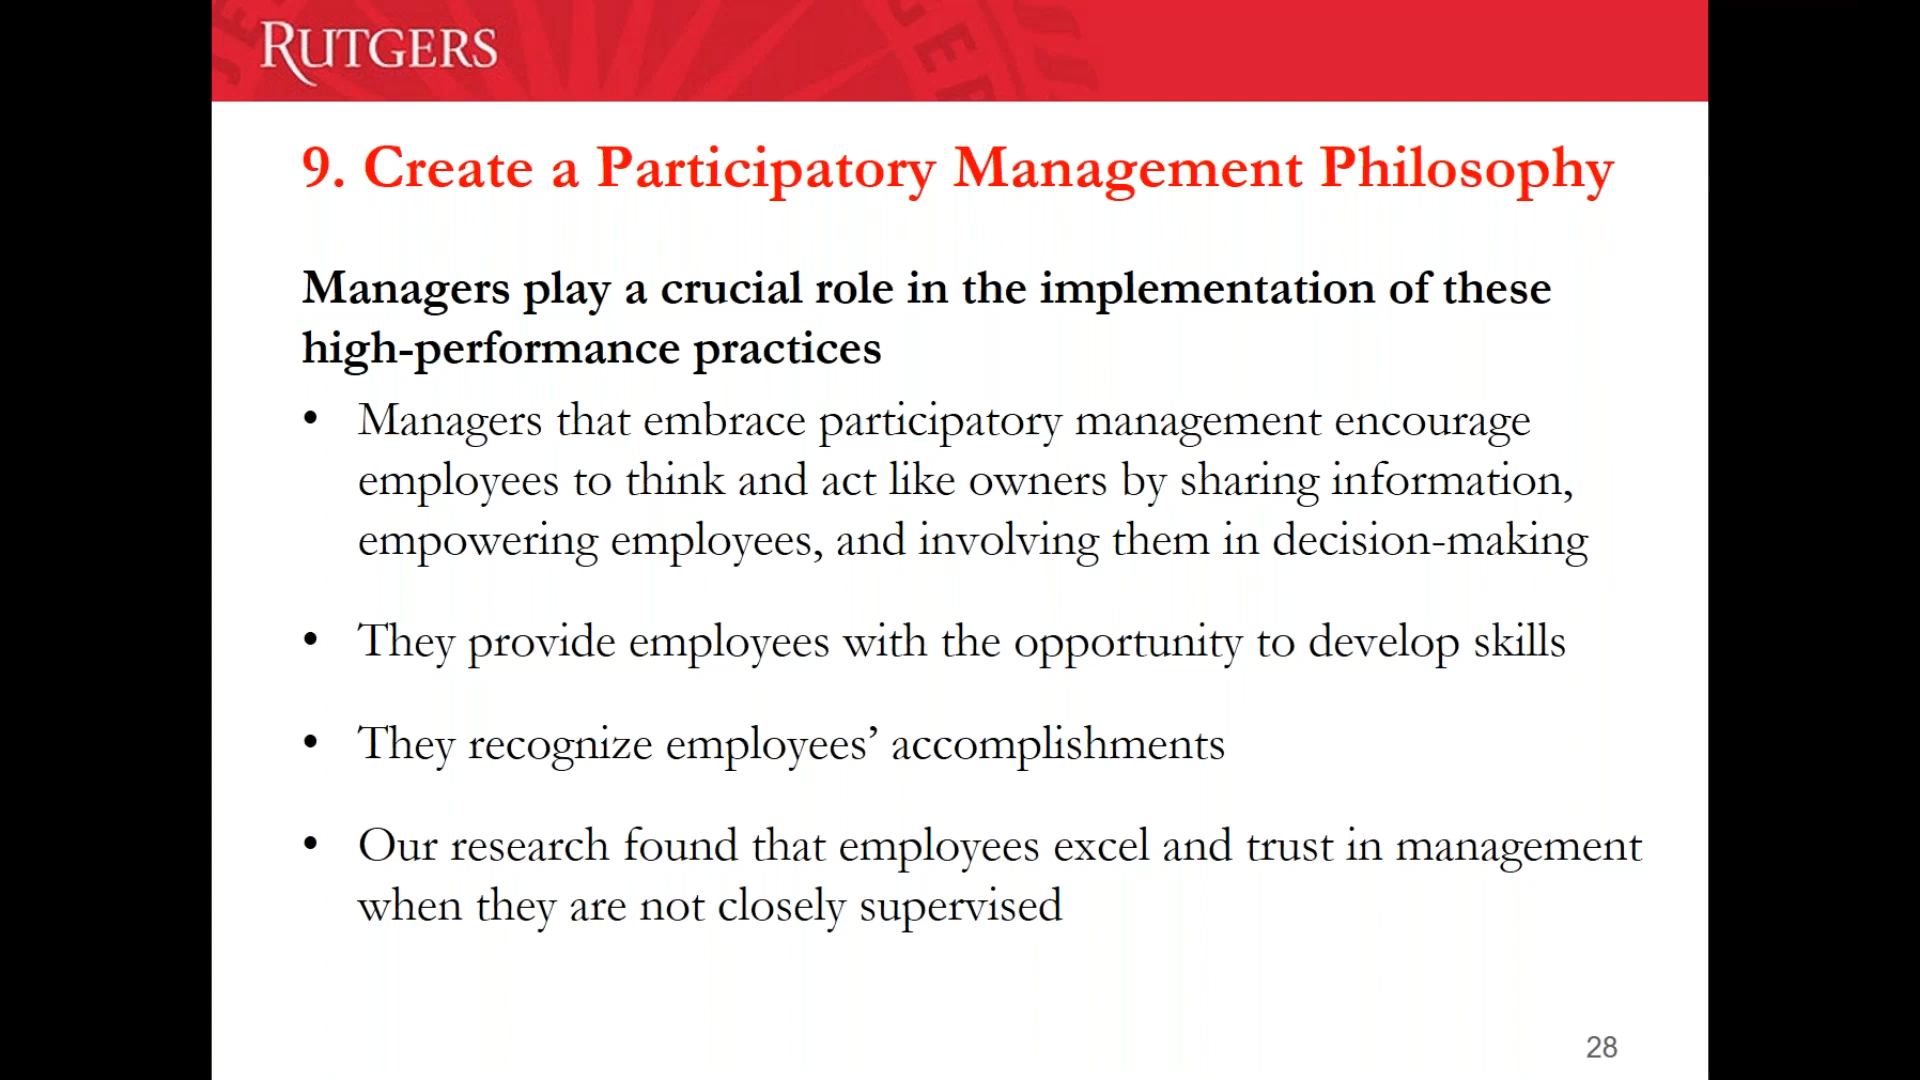 RUTGERS
9. Create a Participatory Management Philosophy
Managers play a crucial role in the implementation of these
high-performance practices
• Managers that embrace participatory management encourage
employees to think and act like owners by sharing information,
empowering employees, and involving them in decision-making
• They provide employees with the opportunity to develop skills
• They recognize employees’ accomplishments
• Our research found that employees excel and trust in management
when they are not closely supervised
28